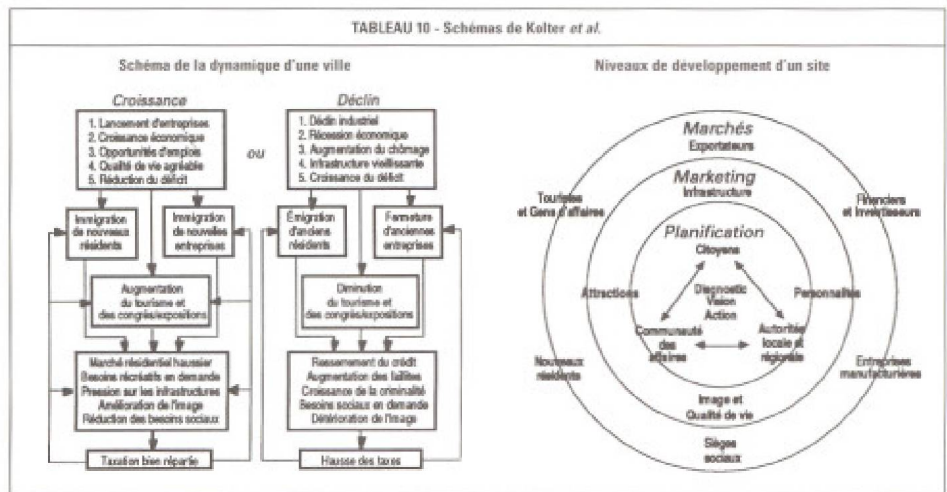 TABLEAU 10 - Schémas de Kolter et al.
Schéma de la dynamique d'une ville
Croissance
1. Lancement d'entreprises
2. Croissance économique
3. Opportunités d'emplois
4. Qualité de vie agréable
5. Réduction du déficit
ou
Déclin
1. Déclin industriel
2. Récession économique
3. Augmentation du chômage
4. Infrastructure vieillissante
5. Croissance du déficit
Immigration
de nouveaux
résidents
Immigration
de nouvelles
entreprises
Émigration
d'anciens
résidents
Fermeture
d'anciennes
entreprises
Augmentation
du tourisme et
des congrès/expositions
Diminution
du tourisme et
des congrès/expositions
Marché résidentiel haussier
Besoins récréatifs en demande
Pression sur les infrastructures
Amélioration de l'image
Réduction des besoins sociaux
Resserrement du crédit
Augmentation des faillites
Croissance de la criminalité
Besoins sociaux en demande
Détérioration de l'image
Taxation bien répartie
Hausse des taxes
Niveaux de développement d'un site
Marchés
Exportateurs
Marketing
Infrastructure
Touristes
et Gens d'affaires
Financiers
et Investisseurs
Planification
Citoyens
Attractions
Diagnostic
Vision
Action
Personnalités
Communauté
des
affaires
Autorités
locale et
régionale
Nouveaux
résidents
Entreprises
manufacturières
Image et
Qualité de vie
Sièges
sociaux